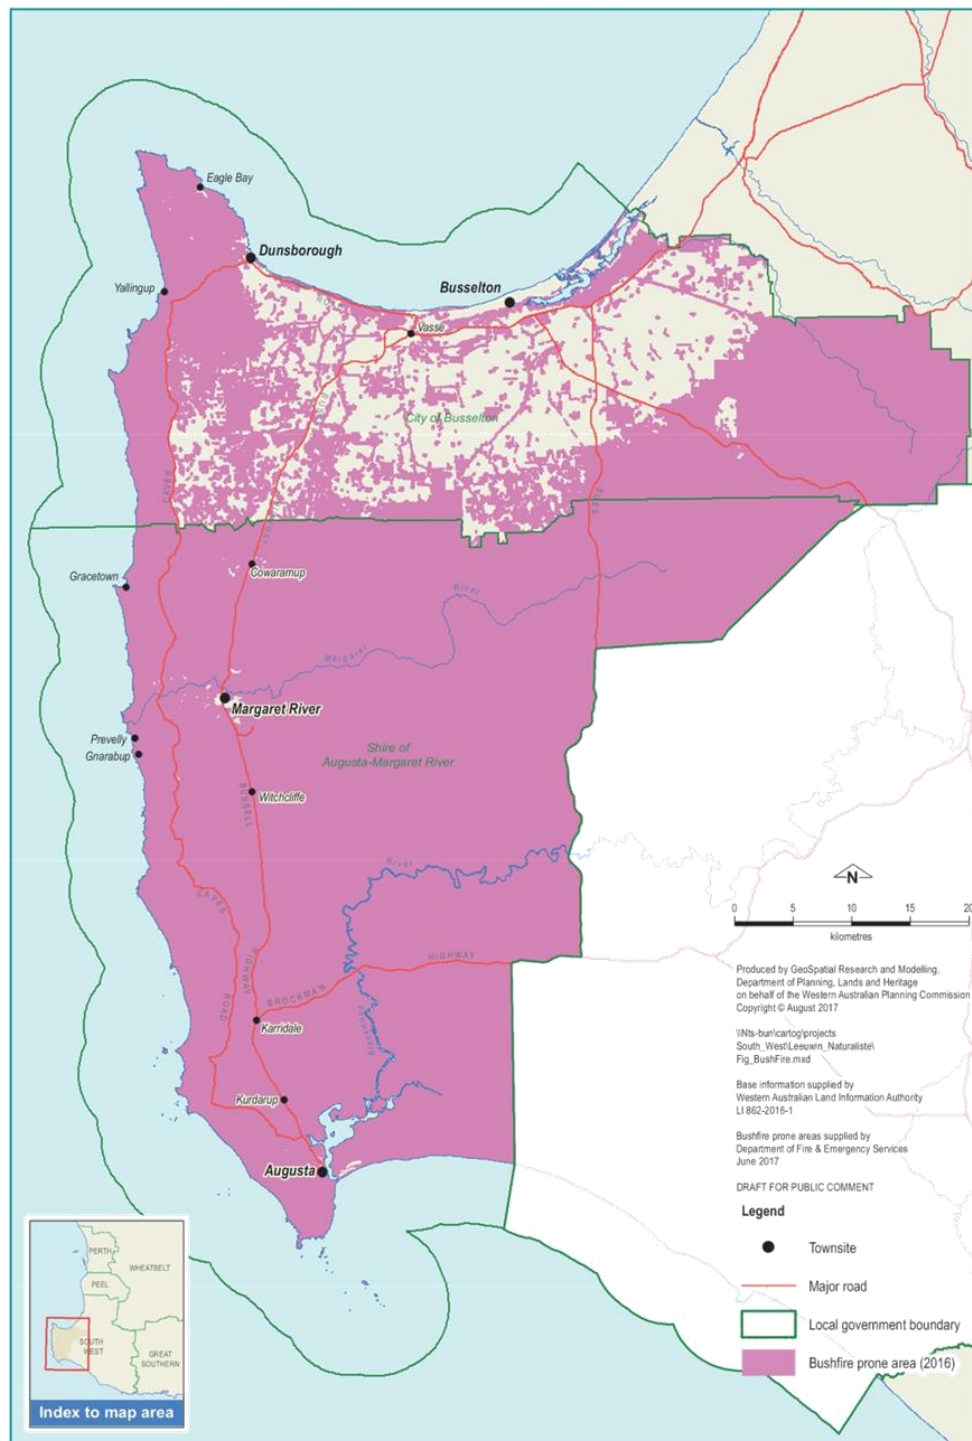 Eagle Bay
Dunsborough
Yallingup
Busselton
Vasse
City of Busselton
CAVES
SUES
Gracetown
Cowaramup
River
Margaret
Margaret River
Prevelly
Gnarabup
Shire of
Augusta-Margaret River
BUSSELL
Witchcliffe
River
CAVES
HIGHWAY
ROAD
BROCKMAN
HIGHWAY
Karridale
Blackwood
Kurdarup
Augusta
N
0 5 10 15 20
kilometres
Produced by GeoSpatial Research and Modelling,
Department of Planning, Lands and Heritage
on behalf of the Western Australian Planning Commission
Copyright © August 2017
\\Nts-bun\cartog\projects
South_West\Leeuwin_Naturaliste\
Fig_BushFire.mxd
Base information supplied by
Western Australian Land Information Authority
LI 862-2016-1
Bushfire prone areas supplied by
Department of Fire & Emergency Services
June 2017
DRAFT FOR PUBLIC COMMENT
Legend
Townsite
Major road
Local government boundary
Bushfire prone area (2016)
PERTH
WHEATBELT
PEEL
SOUTH
WEST
GREAT
SOUTHERN
Index to map area